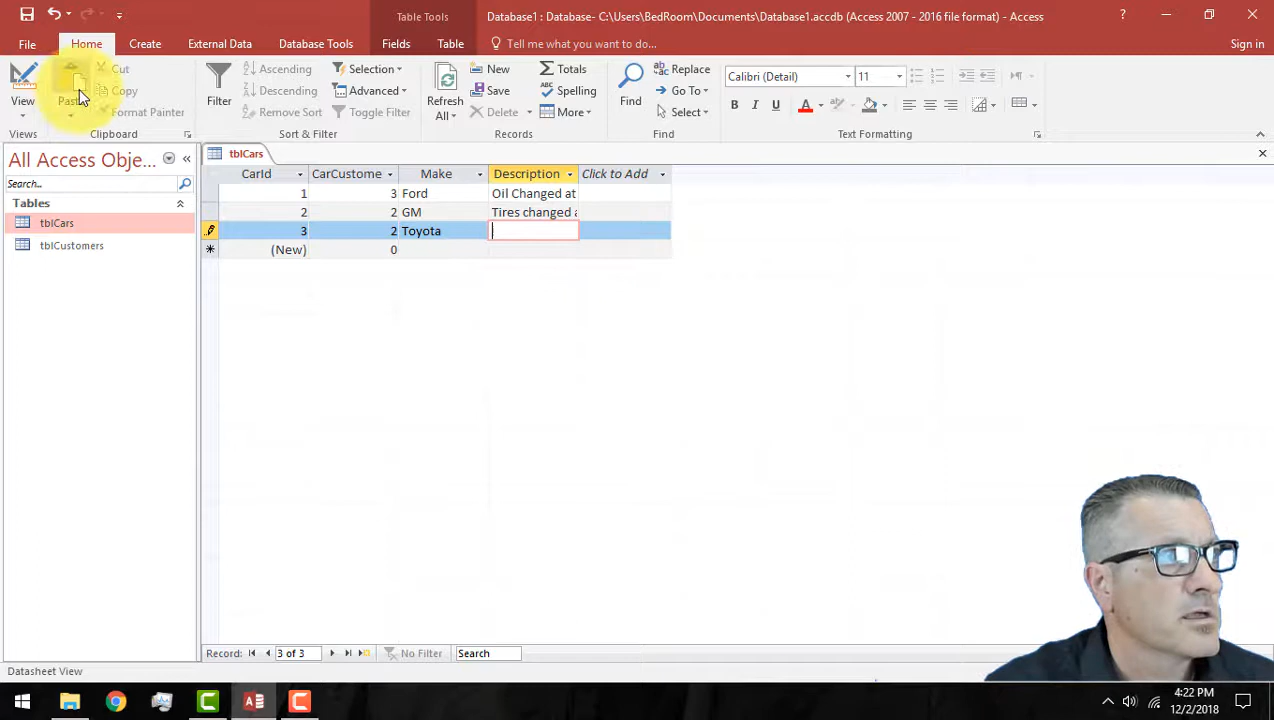 Table Tools
Database1 : Database- C:\Users\BedRoom\Documents\Database1.accdb (Access 2007 - 2016 file format) - Access
?
File Home Create External Data Database Tools Fields Table Tell me what you want to do... Sign in
Cut
Copy
Format Painter
View
Filter
Ascending
Descending
Remove Sort
Selection
Advanced
Toggle Filter
Refresh
All
New
Save
Delete
Totals
Spelling
More
Find
Replace
Go To
Select
Calibri (Detail) 11
B I U A
Views Clipboard Sort & Filter Records Find Text Formatting
All Access Obje...
Search...
Tables
tblCars
tblCustomers
tblCars
CarId CarCustome Make Description Click to Add
1 3 Ford Oil Changed at
2 2 GM Tires changed
3 2 Toyota
(New) 0
Record: 3 of 3 No Filter Search
Datasheet View
4:22 PM
12/2/2018